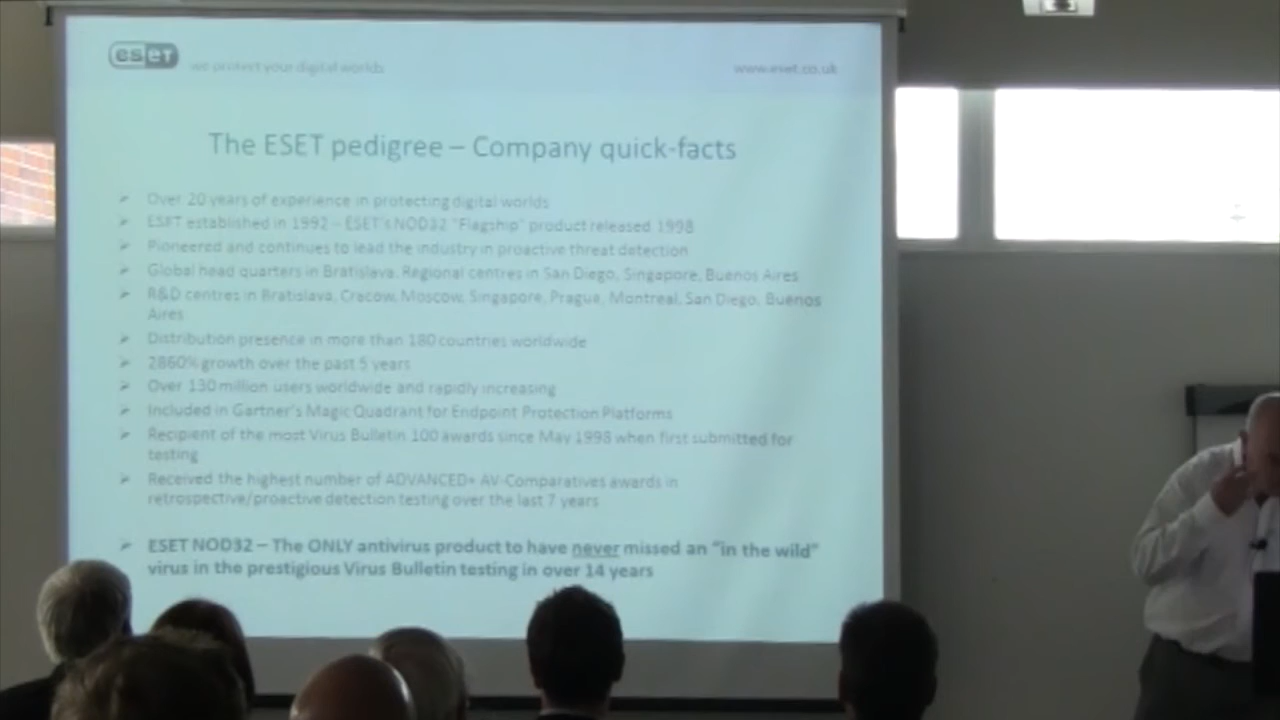 eseT
we protect your digital worlds
www.eset.co.uk
The ESET pedigree – Company quick-facts
Over 20 years of experience in protecting digital worlds
ESET established in 1992 – ESET's NOD32 "Flagship" product released 1998
Pioneered and continues to lead the industry in proactive threat detection
Global head quarters in Bratislava. Regional centres in San Diego, Singapore, Buenos Aires
R&D centres in Bratislava, Cracow, Moscow, Singapore, Prague, Montreal, San Diego, Buenos
Aires
Distribution presence in more than 180 countries worldwide
2860% growth over the past 5 years
Over 130 million users worldwide and rapidly increasing
Included in Gartner's Magic Quadrant for Endpoint Protection Platforms
Recipient of the most Virus Bulletin 100 awards since May 1998 when first submitted for
testing
Received the highest number of ADVANCED+ AV-Comparatives awards in
retrospective/proactive detection testing over the last 7 years
ESET NOD32 – The ONLY antivirus product to have never missed an "in the wild"
virus in the prestigious Virus Bulletin testing in over 14 years